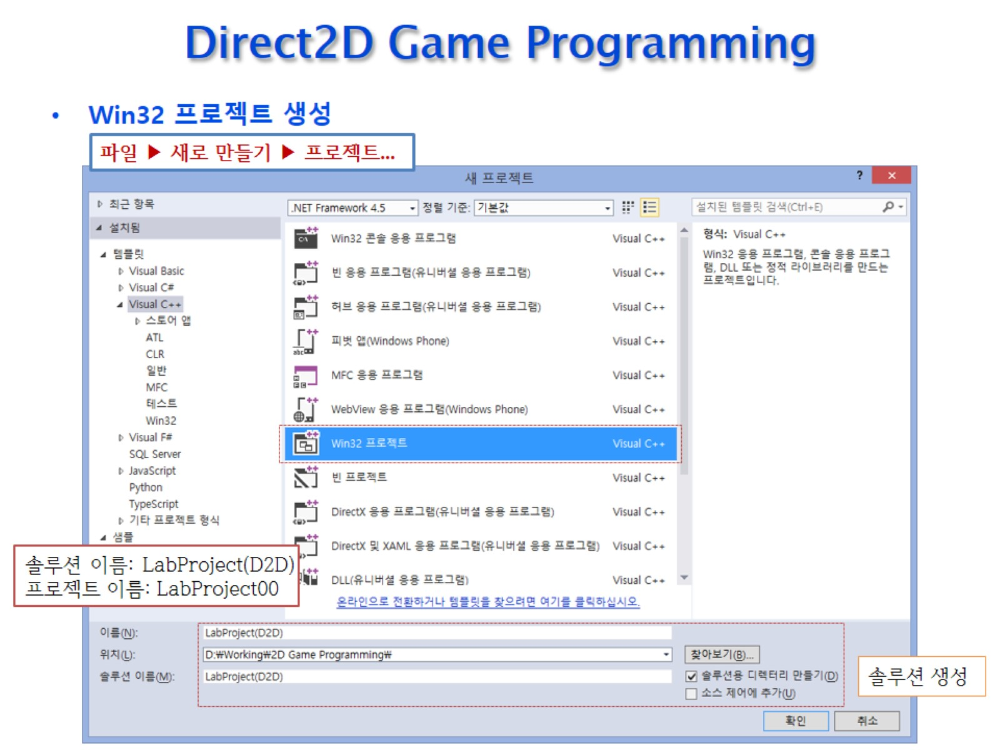 Direct2D Game Programming
• Win32 프로젝트 생성
파일 ▶ 새로 만들기 ▶ 프로젝트...
새 프로젝트
?
최근 항목
설치됨
템플릿
Visual Basic
Visual C#
Visual C++
스토어 앱
ATL
CLR
일반
MFC
테스트
Win32
Visual F#
SQL Server
JavaScript
Python
TypeScript
기타 프로젝트 형식
샘플
.NET Framework 4.5 정렬 기준: 기본값
설치된 템플릿 검색(Ctrl+E)
Win32 콘솔 응용 프로그램 Visual C++
빈 응용 프로그램(유니버셜 응용 프로그램) Visual C++
허브 응용 프로그램(유니버셜 응용 프로그램) Visual C++
피벗 앱(Windows Phone) Visual C++
MFC 응용 프로그램 Visual C++
WebView 응용 프로그램(Windows Phone) Visual C++
Win32 프로젝트 Visual C++
빈 프로젝트 Visual C++
DirectX 응용 프로그램(유니버셜 응용 프로그램) Visual C++
DirectX 및 XAML 응용 프로그램(유니버셜 응용 프로그램) Visual C++
DLL(유니버셜 응용 프로그램) Visual C++
온라인으로 전환하거나 템플릿을 찾으려면 여기를 클릭하십시오.
형식: Visual C++
Win32 응용 프로그램, 콘솔 응용 프로그
램, DLL 또는 정적 라이브러리를 만드는
프로젝트입니다.
솔루션 이름: LabProject(D2D)
프로젝트 이름: LabProject00
이름(N): LabProject(D2D)
위치(L): D:₩Working₩2D Game Programming₩
찾아보기(B)...
솔루션 이름(M): LabProject(D2D)
솔루션용 디렉터리 만들기(D)
소스 제어에 추가(U)
솔루션 생성
확인
취소